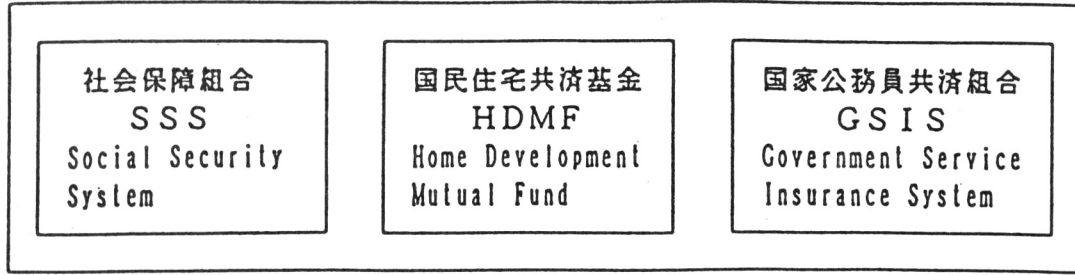 社会保障組合
SSS
Social Security
System
国民住宅共済基金
HDMF
Home Development
Mutual Fund
国家公務員共済組合
GSIS
Government Service
Insurance System